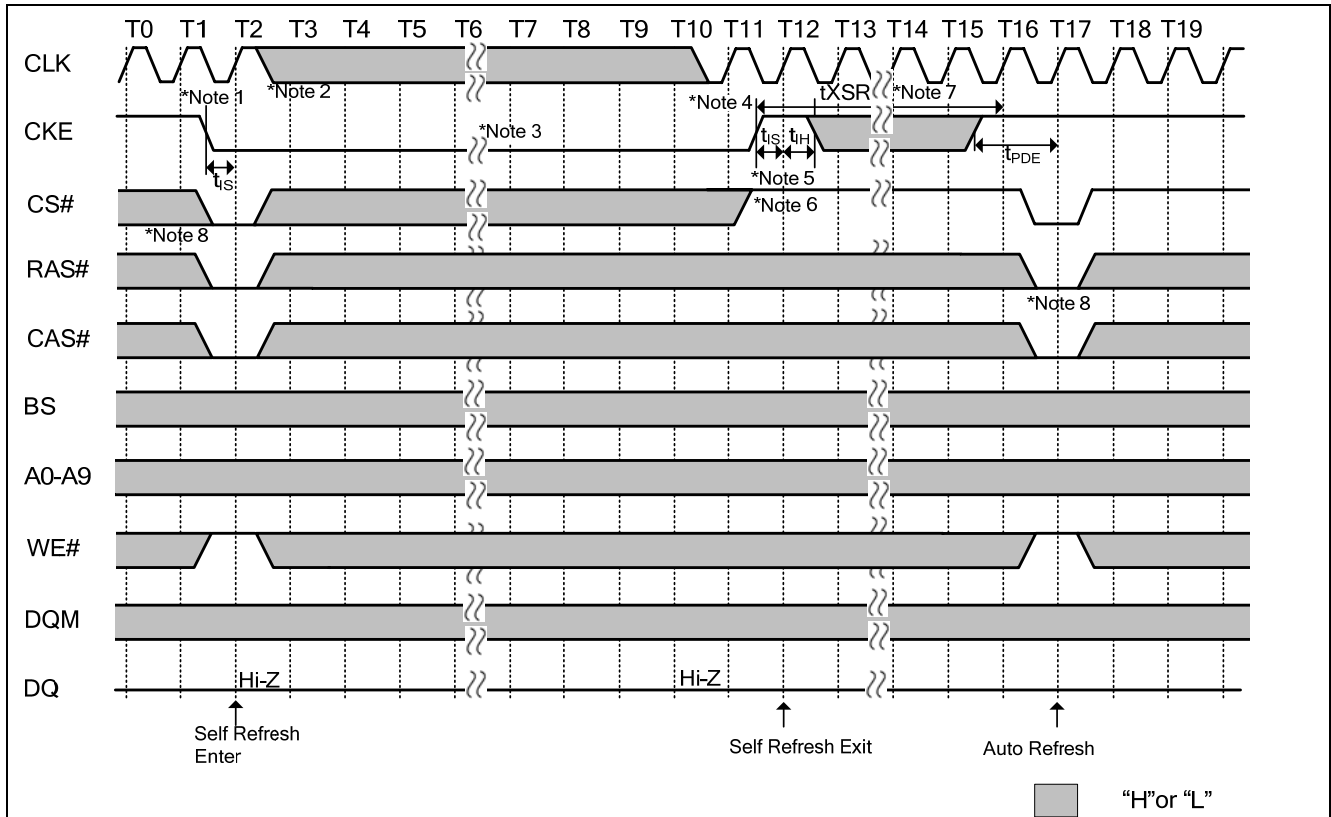 T0 T1 T2 T3 T4 T5 T6 T7 T8 T9 T10 T11 T12 T13 T14 T15 T16 T17 T18 T19
CLK
*Note 1 *Note 2 *Note 4 tXSR *Note 7
CKE
*Note 3
tIS tIS tIH tPDE
*Note 5
CS#
*Note 6
*Note 8
RAS#
*Note 8
CAS#
BS
A0-A9
WE#
DQM
DQ
Hi-Z Hi-Z
Self Refresh
Enter
Self Refresh Exit
Auto Refresh
“H”or “L”